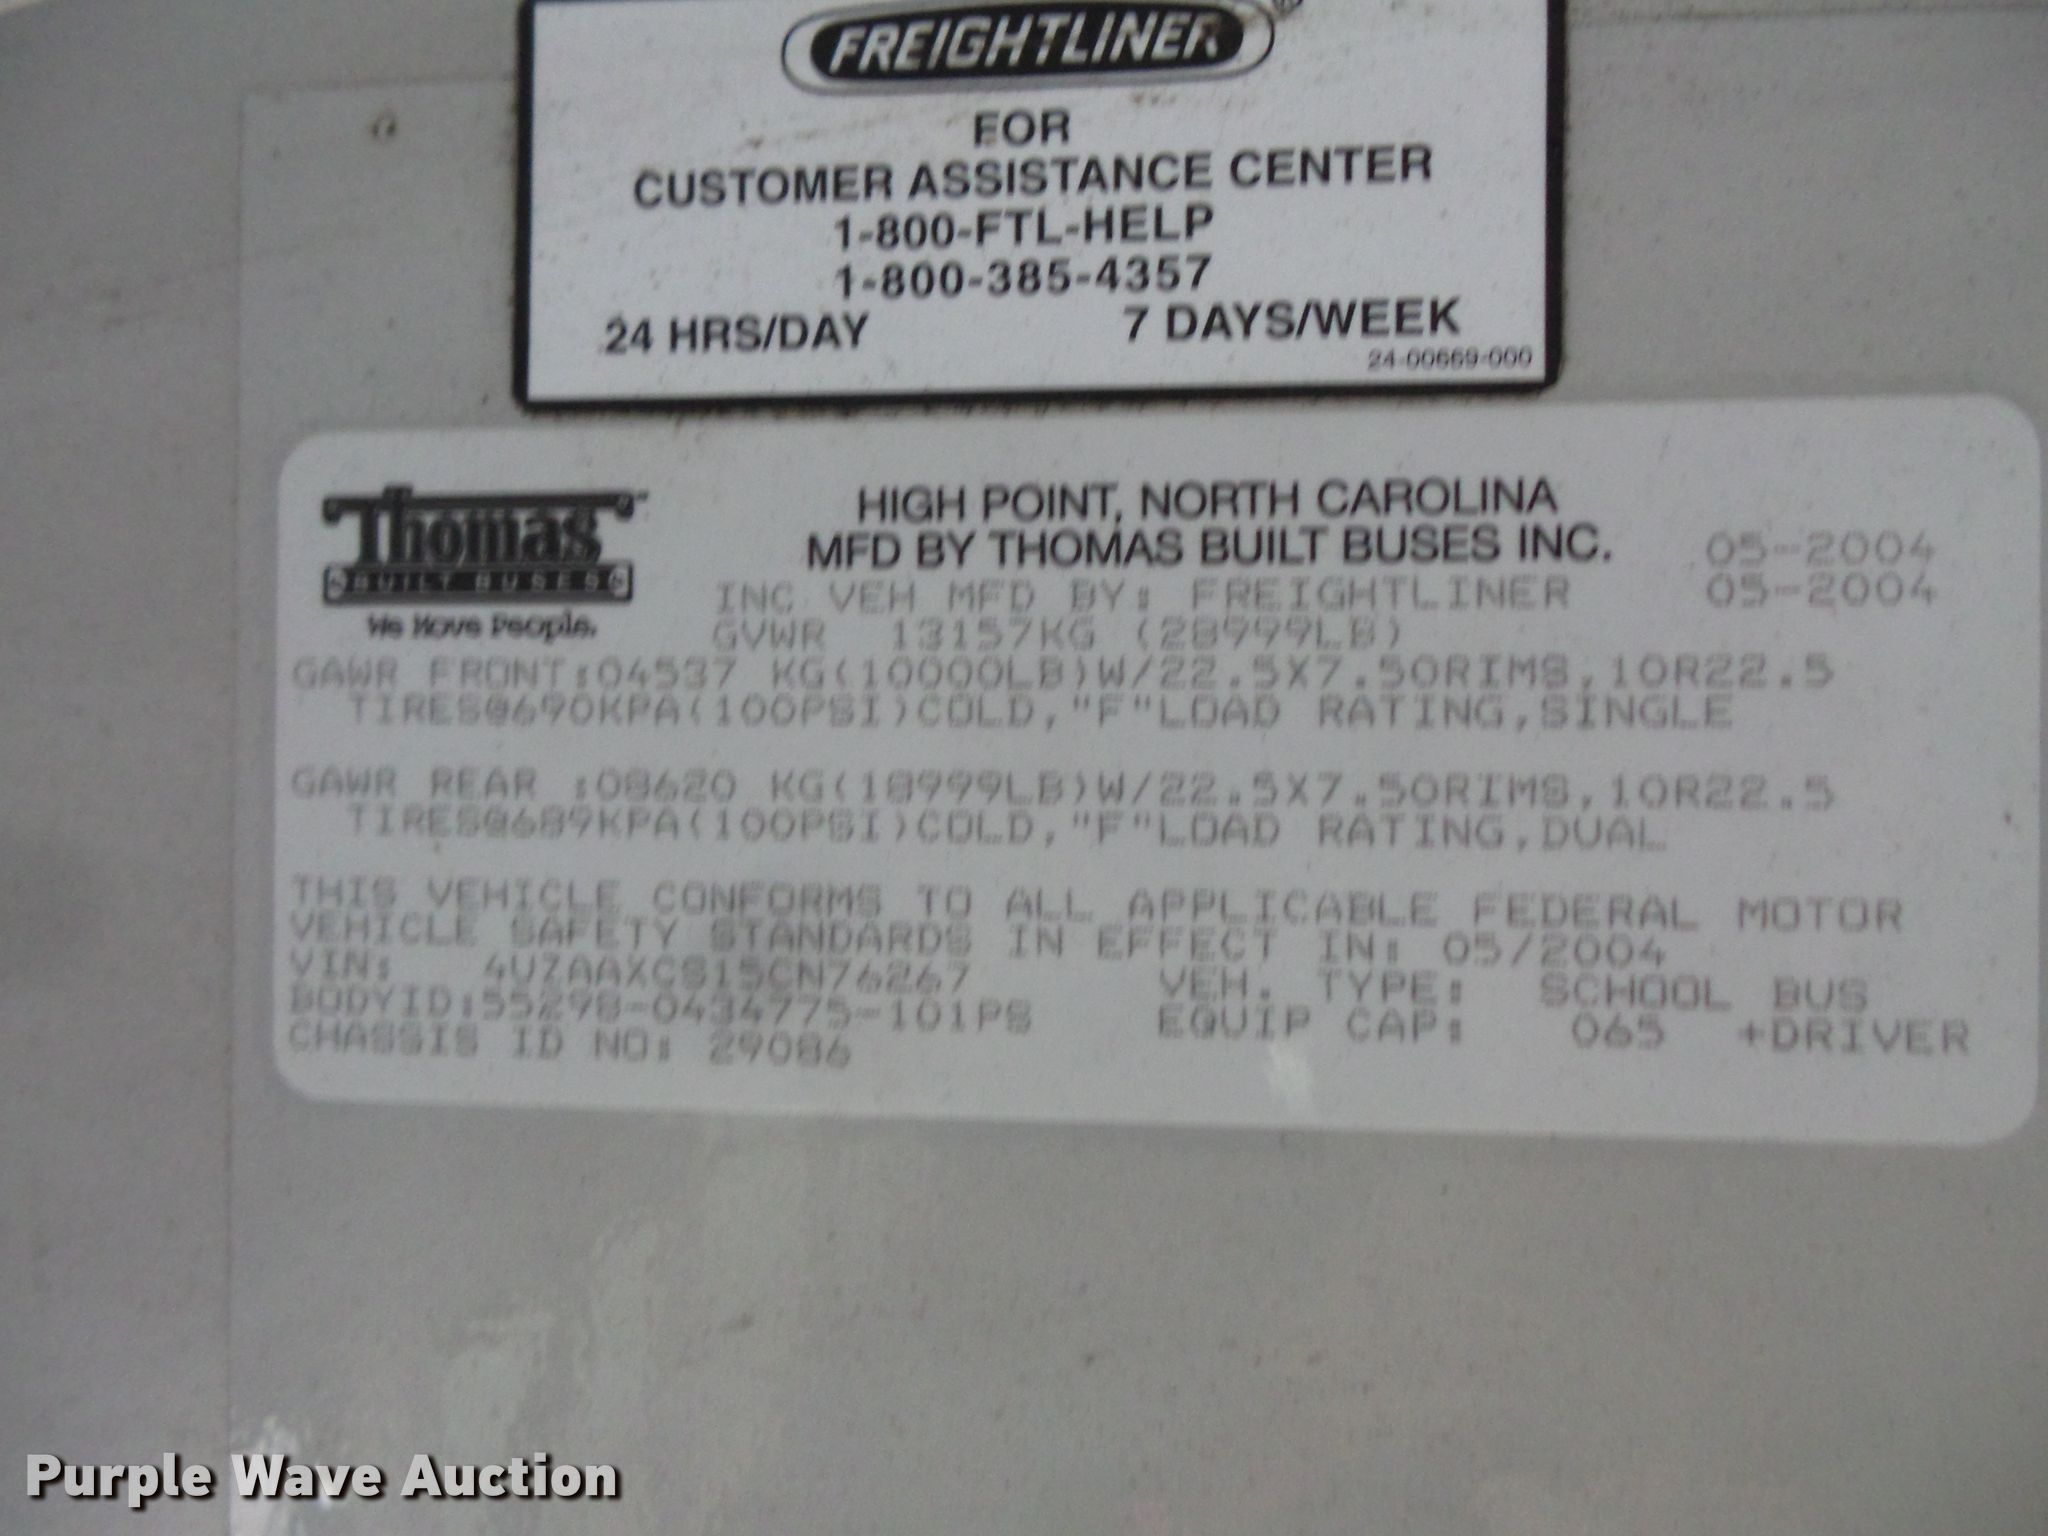 FREIGHTLINER
FOR
CUSTOMER ASSISTANCE CENTER
1-800-FTL-HELP
1-800-385-4357
24 HRS/DAY 7 DAYS/WEEK
24-00669-000
Thomas
BUILT BUSES
We Move People.
HIGH POINT, NORTH CAROLINA
MFD BY THOMAS BUILT BUSES INC. 05-2004
INC VEH MFD BY: FREIGHTLINER 05-2004
GVWR 13157KG (28999LB)
GAWR FRONT:04537 KG(10000LB)W/22.5X7.50RIMS,10R22.5
TIRES@690KPA(100PSI)COLD,"F"LOAD RATING,SINGLE
GAWR REAR :08620 KG(18999LB)W/22.5X7.50RIMS,10R22.5
TIRES@689KPA(100PSI)COLD,"F"LOAD RATING,DUAL
THIS VEHICLE CONFORMS TO ALL APPLICABLE FEDERAL MOTOR
VEHICLE SAFETY STANDARDS IN EFFECT IN: 05/2004
VIN: 4UZAAXCS15CN76267 VEH. TYPE: SCHOOL BUS
BODYID:55298-0434775-101PS EQUIP CAP: 065 +DRIVER
CHASSIS ID NO: 29086
Purple Wave Auction